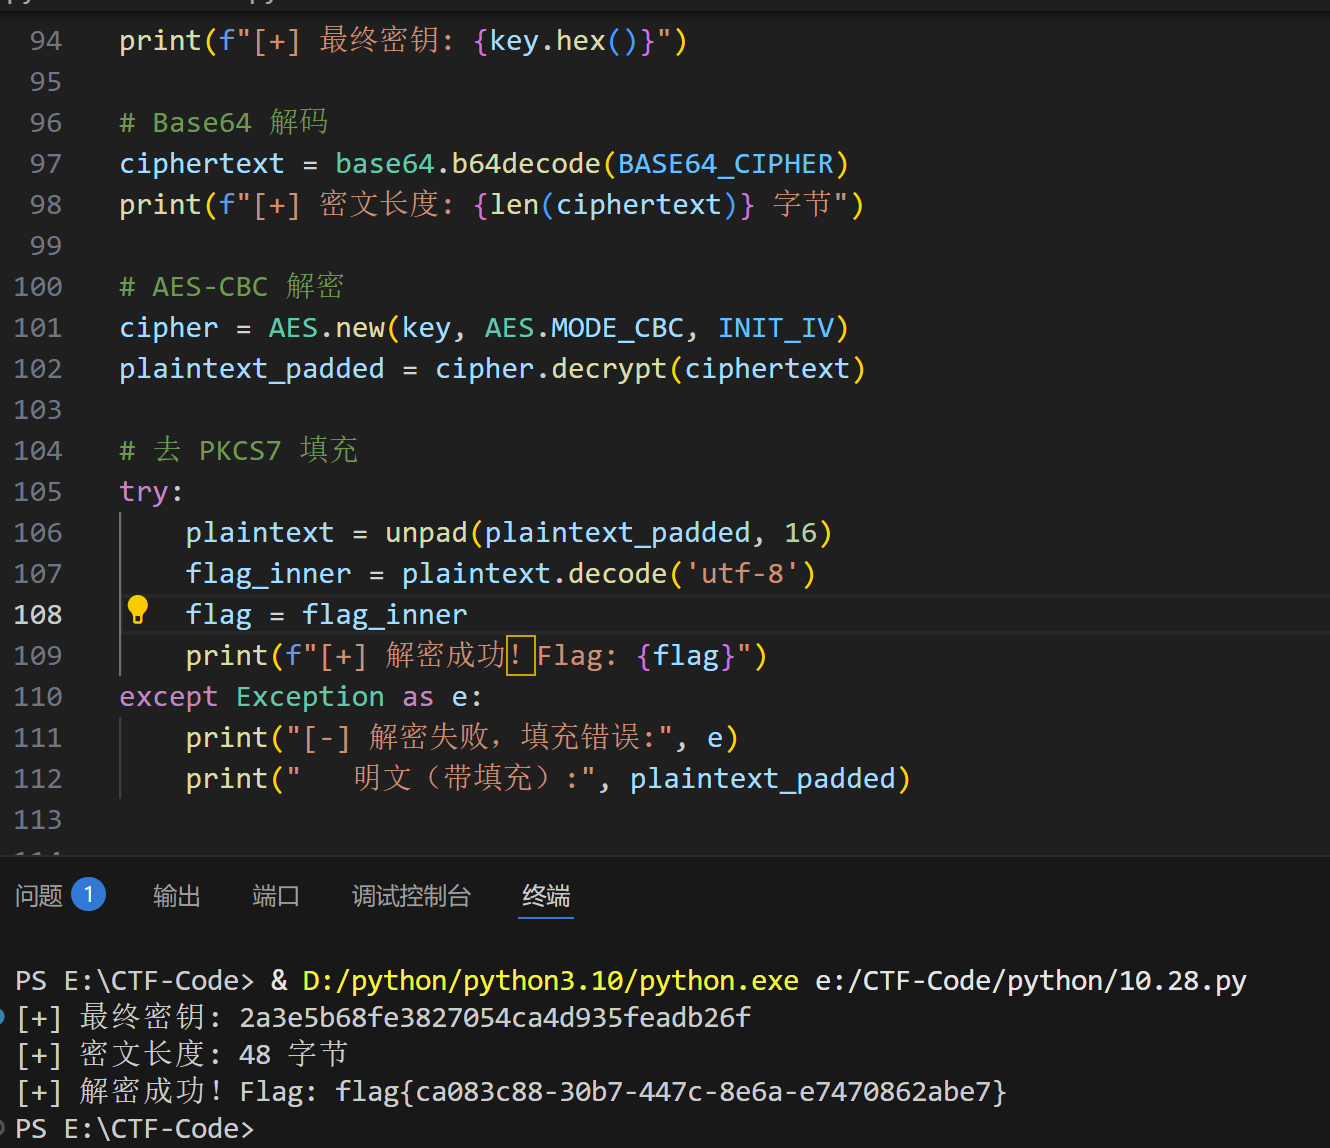 94 print(f"[+] 最终密钥: {key.hex()}")
95
96 # Base64 解码
97 ciphertext = base64.b64decode(BASE64_CIPHER)
98 print(f"[+] 密文长度: {len(ciphertext)} 字节")
99
100 # AES-CBC 解密
101 cipher = AES.new(key, AES.MODE_CBC, INIT_IV)
102 plaintext_padded = cipher.decrypt(ciphertext)
103
104 # 去 PKCS7 填充
105 try:
106     plaintext = unpad(plaintext_padded, 16)
107     flag_inner = plaintext.decode('utf-8')
108     flag = flag_inner
109     print(f"[+] 解密成功！Flag: {flag}")
110 except Exception as e:
111     print("[-] 解密失败，填充错误:", e)
112     print("   明文（带填充）:", plaintext_padded)
113
问题 1 输出 端口 调试控制台 终端
PS E:\CTF-Code> & D:/python/python3.10/python.exe e:/CTF-Code/python/10.28.py
[+] 最终密钥: 2a3e5b68fe3827054ca4d935feadb26f
[+] 密文长度: 48 字节
[+] 解密成功！Flag: flag{ca083c88-30b7-447c-8e6a-e7470862abe7}
PS E:\CTF-Code>